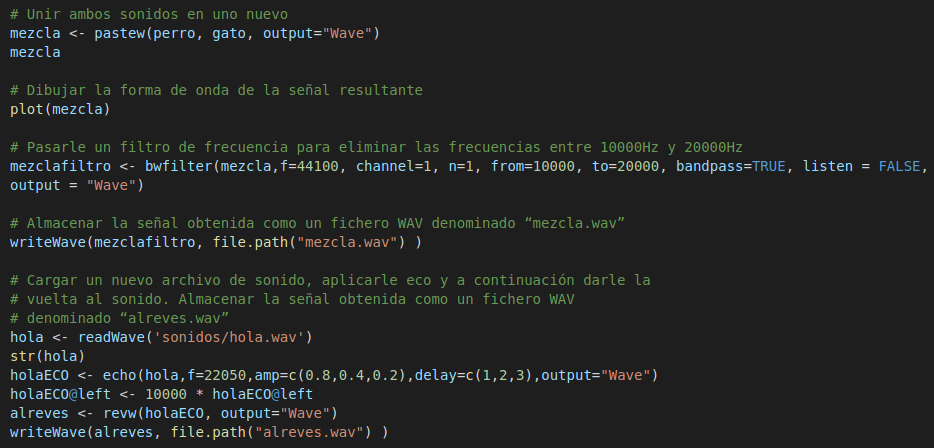 # Unir ambos sonidos en uno nuevo
mezcla <- pastew(perro, gato, output="Wave")
mezcla
# Dibujar la forma de onda de la señal resultante
plot(mezcla)
# Pasarle un filtro de frecuencia para eliminar las frecuencias entre 10000Hz y 20000Hz
mezclafiltro <- bwfilter(mezcla,f=44100, channel=1, n=1, from=10000, to=20000, bandpass=TRUE, listen = FALSE,
output = "Wave")
# Almacenar la señal obtenida como un fichero WAV denominado “mezcla.wav”
writeWave(mezclafiltro, file.path("mezcla.wav") )
# Cargar un nuevo archivo de sonido, aplicarle eco y a continuación darle la
# vuelta al sonido. Almacenar la señal obtenida como un fichero WAV
# denominado “alreves.wav”
hola <- readWave('sonidos/hola.wav')
str(hola)
holaECO <- echo(hola,f=22050,amp=c(0.8,0.4,0.2),delay=c(1,2,3),output="Wave")
holaECO@left <- 10000 * holaECO@left
alreves <- revw(holaECO, output="Wave")
writeWave(alreves, file.path("alreves.wav") )